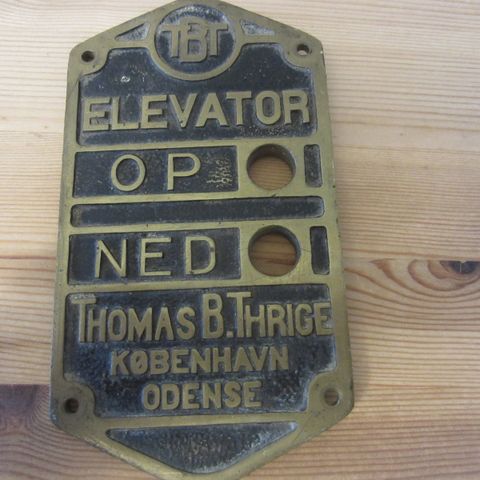 TBT
ELEVATOR
OP
NED
THOMAS B. THRIGE
KØBENHAVN
ODENSE